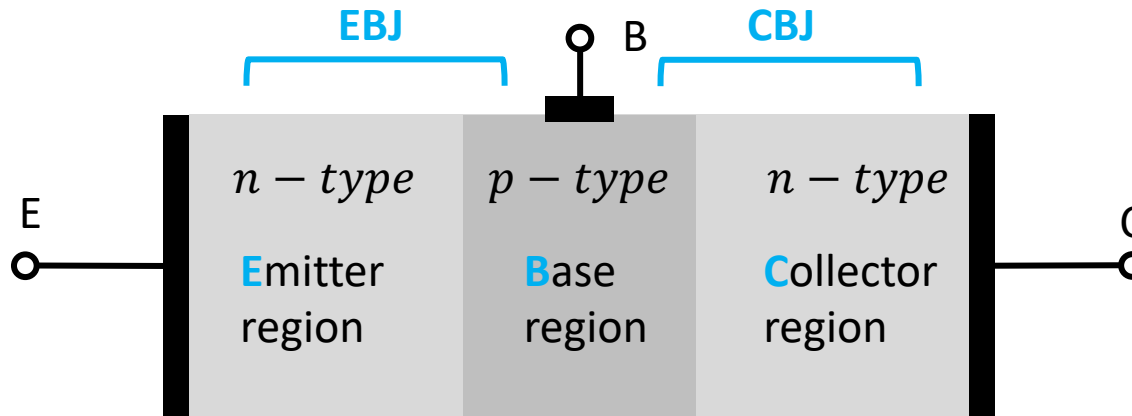 EBJ
B
CBJ
n − type
p − type
n − type
E
C
Emitter
region
Base
region
Collector
region